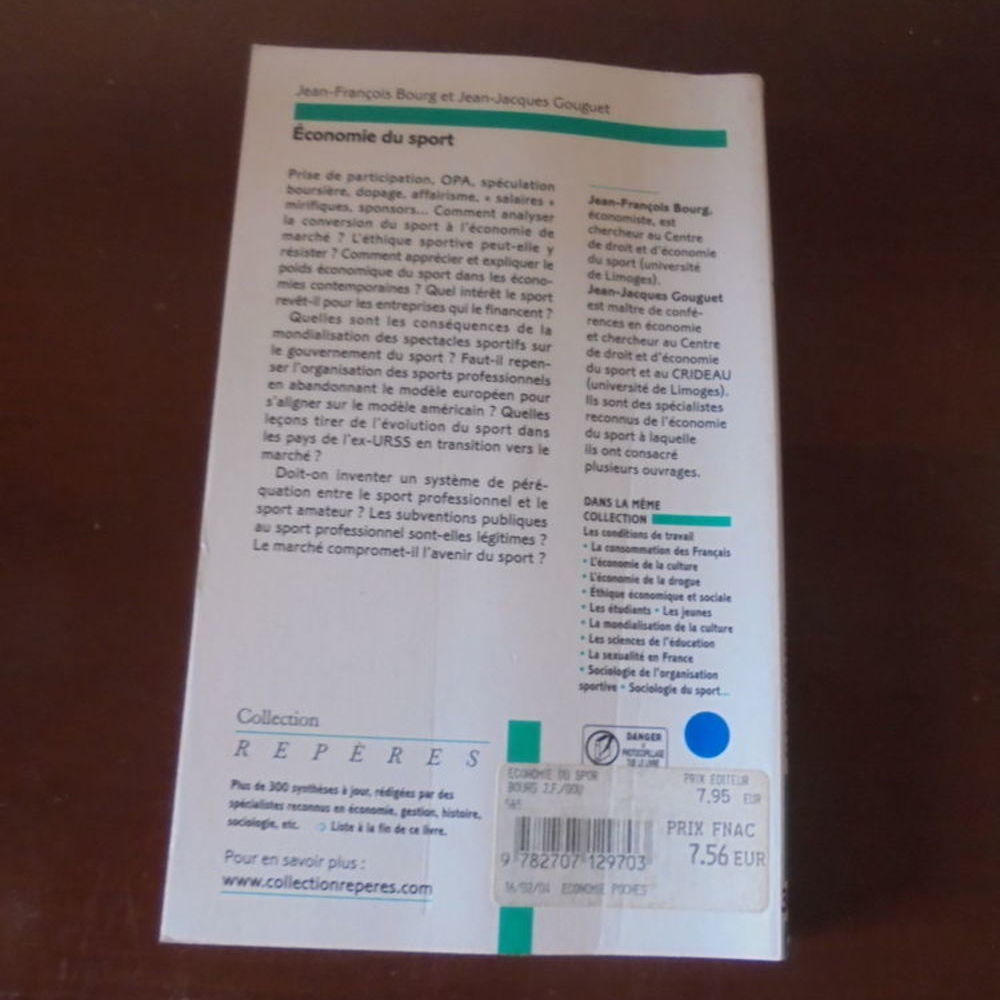 Jean-François Bourg et Jean-Jacques Gouguet
Économie du sport
Prise de participation, OPA, spéculation
boursière, dopage, affairisme, « salaires »
mirifiques, sponsors... Comment analyser
la conversion du sport à l'économie de
marché ? L'éthique sportive peut-elle y
résister ? Comment apprécier et expliquer le
poids économique du sport dans les écono-
mies contemporaines ? Quel intérêt le sport
revêt-il pour les entreprises qui le financent ?
Quelles sont les conséquences de la
mondialisation des spectacles sportifs sur
le gouvernement du sport ? Faut-il repen-
ser l'organisation des sports professionnels
en abandonnant le modèle européen pour
s'aligner sur le modèle américain ? Quelles
leçons tirer de l'évolution du sport dans
les pays de l'ex-URSS en transition vers le
marché ?
Doit-on inventer un système de péré-
quation entre le sport professionnel et le
sport amateur ? Les subventions publiques
au sport professionnel sont-elles légitimes ?
Le marché compromet-il l'avenir du sport ?
Jean-François Bourg,
économiste, est
chercheur au Centre
de droit et d'économie
du sport (université
de Limoges).
Jean-Jacques Gouguet
est maître de confé-
rences en économie
et chercheur au Centre
de droit et d'économie
du sport et au CRIDEAU
(université de Limoges).
Ils sont des spécialistes
reconnus de l'économie
du sport à laquelle
ils ont consacré
plusieurs ouvrages.
DANS LA MÊME
COLLECTION
Les conditions de travail
• La consommation des Français
• L'économie de la culture
• L'économie de la drogue
• Éthique économique et sociale
• Les étudiants • Les jeunes
• La mondialisation de la culture
• Les sciences de l'éducation
• La sexualité en France
• Sociologie de l'organisation
sportive • Sociologie du sport...
Collection
REPÈRES
Plus de 300 synthèses à jour, rédigées par des
spécialistes reconnus en économie, gestion, histoire,
sociologie, etc. Liste à la fin de ce livre.
Pour en savoir plus :
www.collectionreperes.com
DANGER
LE
PHOTOCOPILLAGE
TUE LE LIVRE
ECONOMIE DU SPOR
BOURG J.F./GOU
PRIX EDITEUR
7.95 EUR
PRIX FNAC
7.56 EUR
9 782707 129703
16/02/04 ECONOMIE POCHES